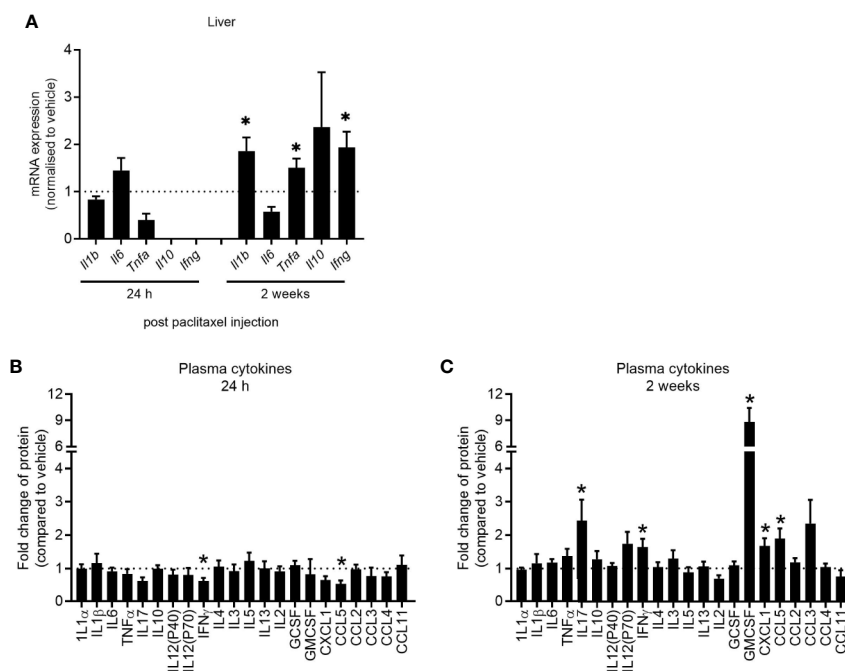 A
Liver
mRNA expression
(normalised to vehicle)
4
3
2
1
0
*
*
*
Il1b
Il6
Tnfa
Il10
Ifng
Il1b
Il6
Tnfa
Il10
Ifng
24 h
2 weeks
post paclitaxel injection
B
Plasma cytokines
24 h
Fold change of protein
(compared to vehicle)
12
9
6
6
4
2
1
0
*
*
1L1α
IL1β
IL6
TNFα
IL17
IL10
IL12(P40)
IL12(P70)
IFNγ
IL4
IL3
IL5
IL13
IL2
GCSF
GMCSF
CXCL1
CCL5
CCL2
CCL3
CCL4
CCL11
C
Plasma cytokines
2 weeks
Fold change of protein
(compared to vehicle)
12
9
6
6
4
2
1
0
*
*
*
*
*
1L1α
IL1β
IL6
TNFα
IL17
IL10
IL12(P40)
IL12(P70)
IFNγ
IL4
IL3
IL5
IL13
IL2
GCSF
GMCSF
CXCL1
CCL5
CCL2
CCL3
CCL4
CCL11